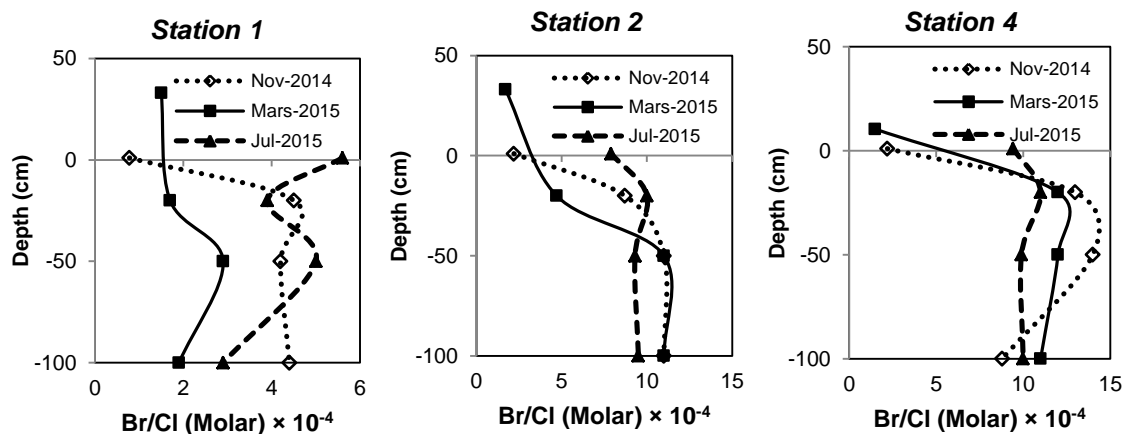 Station 1
50
0
-50
-100
Depth (cm)
Nov-2014
Mars-2015
Jul-2015
0 2 4 6
Br/Cl (Molar) × 10-4
Station 2
50
0
-50
-100
Depth (cm)
Nov-2014
Mars-2015
Jul-2015
0 5 10 15
Br/Cl (Molar) × 10-4
Station 4
50
0
-50
-100
Depth (cm)
Nov-2014
Mars-2015
Jul-2015
0 5 10 15
Br/Cl (Molar) × 10-4